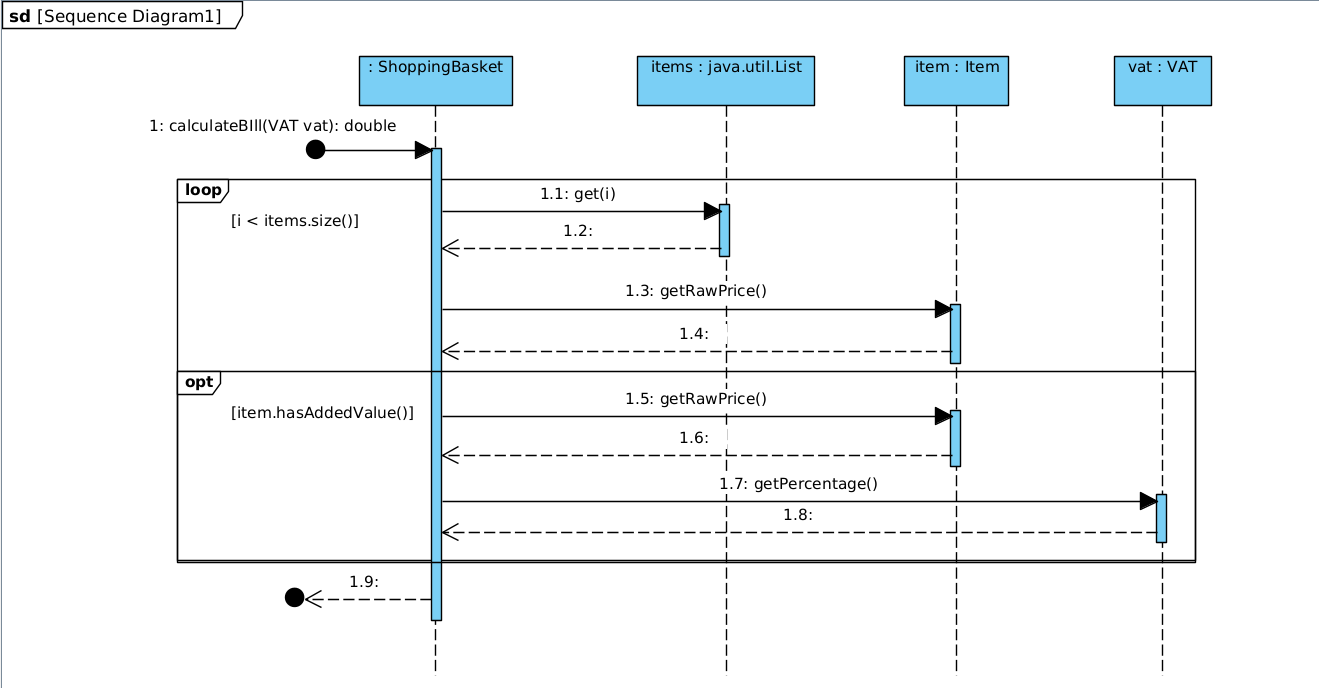 sd [Sequence Diagram1]
: ShoppingBasket
items : java.util.List
item : Item
vat : VAT
1: calculateBIll(VAT vat): double
loop
[i < items.size()]
1.1: get(i)
1.2:
1.3: getRawPrice()
1.4:
opt
[item.hasAddedValue()]
1.5: getRawPrice()
1.6:
1.7: getPercentage()
1.8:
1.9: